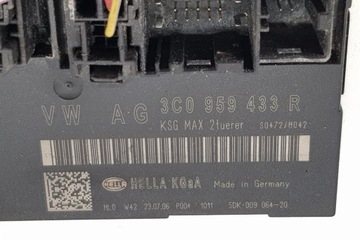 VW AG 3C0 959 433 R
KSG MAX 2tuerer S0472/H042
HELLA HELLA KGaA Made in Germany
HLO W42 23.07.06 P004 1011 5DK 009 064-20